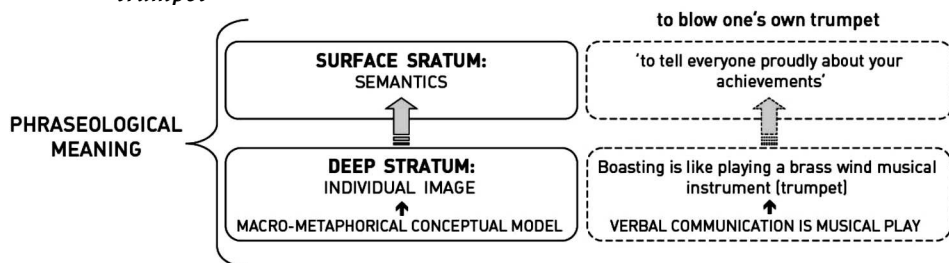 to blow one's own trumpet
SURFACE SRATUM:
SEMANTICS
'to tell everyone proudly about your
achievements'
PHRASEOLOGICAL
MEANING
DEEP STRATUM:
INDIVIDUAL IMAGE
MACRO-METAPHORICAL CONCEPTUAL MODEL
Boasting is like playing a brass wind musical
instrument (trumpet)
VERBAL COMMUNICATION IS MUSICAL PLAY